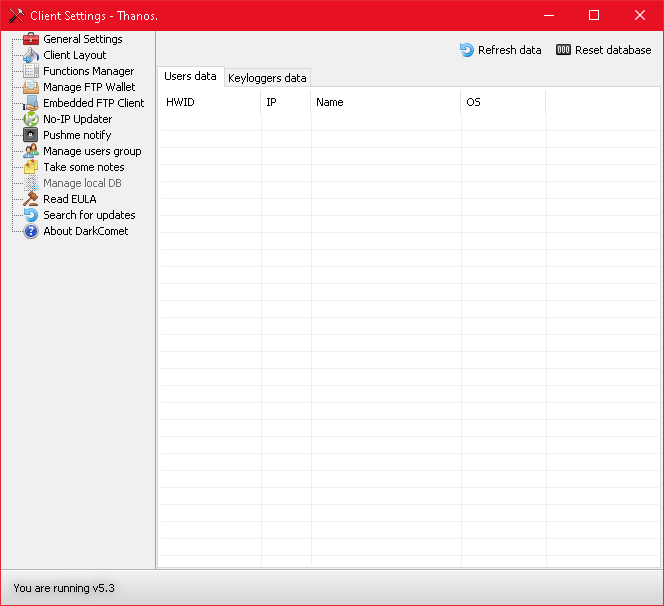 Client Settings - Thanos.
General Settings
Client Layout
Functions Manager
Manage FTP Wallet
Embedded FTP Client
No-IP Updater
Pushme notify
Manage users group
Take some notes
Manage local DB
Read EULA
Search for updates
About DarkComet
Refresh data Reset database
Users data Keyloggers data
HWID IP Name OS
You are running v5.3